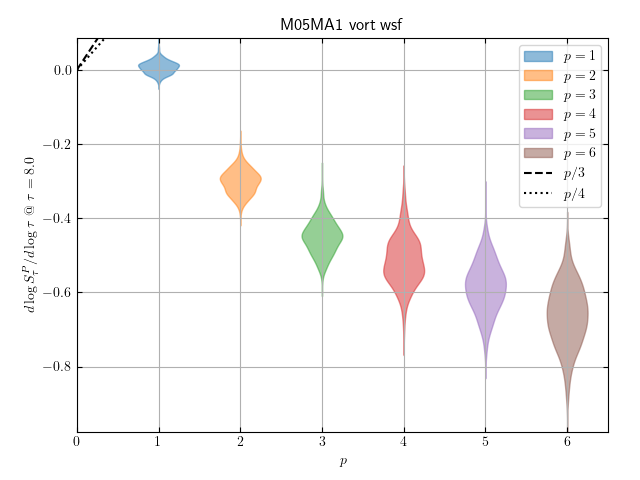 M05MA1 vort wsf
d log S_τ^P / d log τ @ τ = 8.0
0.0
−0.2
−0.4
−0.6
−0.8
p = 1
p = 2
p = 3
p = 4
p = 5
p = 6
p/3
p/4
0 1 2 3 4 5 6
p